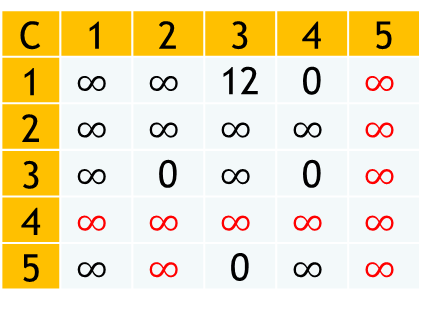 C 1 2 3 4 5
1 ∞ ∞ 12 0 ∞
2 ∞ ∞ ∞ ∞ ∞
3 ∞ 0 ∞ 0 ∞
4 ∞ ∞ ∞ ∞ ∞
5 ∞ ∞ 0 ∞ ∞